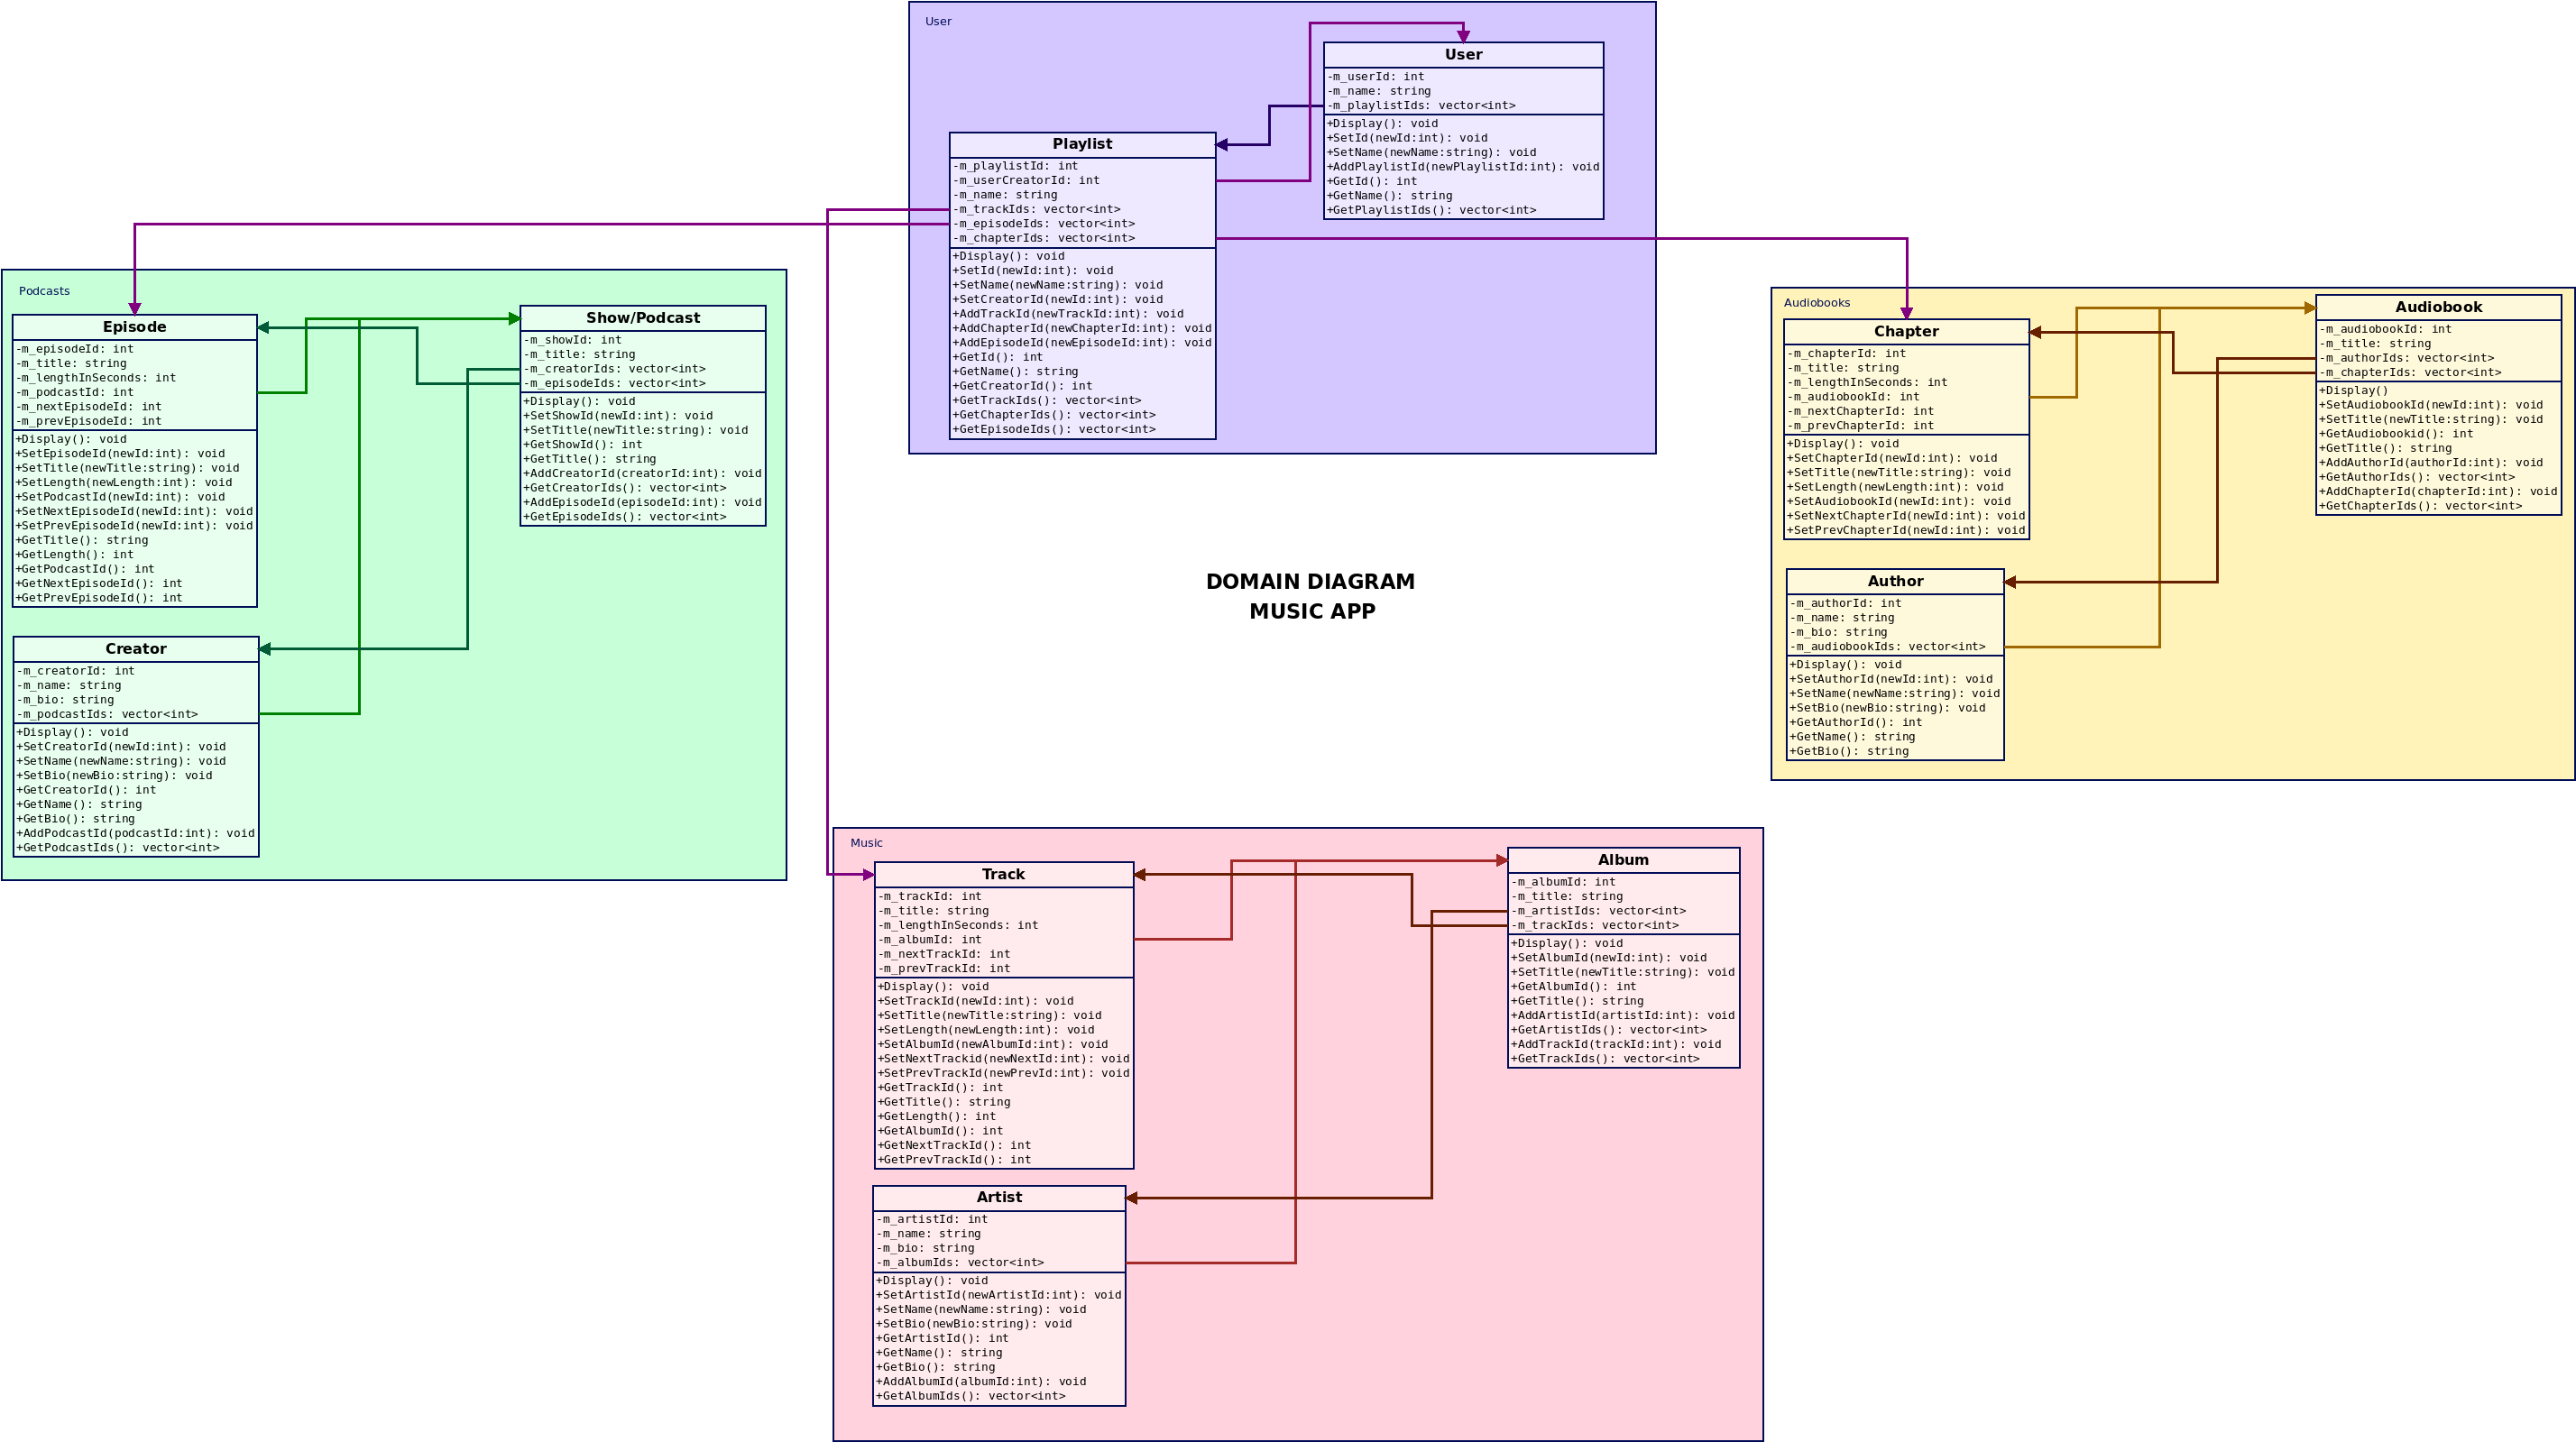 User
User
-m_userId: int
-m_name: string
-m_playlistIds: vector<int>
+Display(): void
+SetId(newId:int): void
+SetName(newName:string): void
+AddPlaylistId(newPlaylistId:int): void
+GetId(): int
+GetName(): string
+GetPlaylistIds(): vector<int>
Playlist
-m_playlistId: int
-m_userCreatorId: int
-m_name: string
-m_trackIds: vector<int>
-m_episodeIds: vector<int>
-m_chapterIds: vector<int>
+Display(): void
+SetId(newId:int): void
+SetName(newName:string): void
+SetCreatorId(newId:int): void
+AddTrackId(newTrackId:int): void
+AddChapterId(newChapterId:int): void
+AddEpisodeId(newEpisodeId:int): void
+GetId(): int
+GetName(): string
+GetCreatorId(): int
+GetTrackIds(): vector<int>
+GetChapterIds(): vector<int>
+GetEpisodeIds(): vector<int>
Podcasts
Episode
-m_episodeId: int
-m_title: string
-m_lengthInSeconds: int
-m_podcastId: int
-m_nextEpisodeId: int
-m_prevEpisodeId: int
+Display(): void
+SetEpisodeId(newId:int): void
+SetTitle(newTitle:string): void
+SetLength(newLength:int): void
+SetPodcastId(newId:int): void
+SetNextEpisodeId(newId:int): void
+SetPrevEpisodeId(newId:int): void
+GetTitle(): string
+GetLength(): int
+GetPodcastId(): int
+GetNextEpisodeId(): int
+GetPrevEpisodeId(): int
Show/Podcast
-m_showId: int
-m_title: string
-m_creatorIds: vector<int>
-m_episodeIds: vector<int>
+Display(): void
+SetShowId(newId:int): void
+SetTitle(newTitle:string): void
+GetShowId(): int
+GetTitle(): string
+AddCreatorId(creatorId:int): void
+GetCreatorIds(): vector<int>
+AddEpisodeId(episodeId:int): void
+GetEpisodeIds(): vector<int>
Creator
-m_creatorId: int
-m_name: string
-m_bio: string
-m_podcastIds: vector<int>
+Display(): void
+SetCreatorId(newId:int): void
+SetName(newName:string): void
+SetBio(newBio:string): void
+GetCreatorId(): int
+GetName(): string
+GetBio(): string
+AddPodcastId(podcastId:int): void
+GetPodcastIds(): vector<int>
DOMAIN DIAGRAM
MUSIC APP
Audiobooks
Chapter
-m_chapterId: int
-m_title: string
-m_lengthInSeconds: int
-m_audiobookId: int
-m_nextChapterId: int
-m_prevChapterId: int
+Display(): void
+SetChapterId(newId:int): void
+SetTitle(newTitle:string): void
+SetLength(newLength:int): void
+SetAudiobookId(newId:int): void
+SetNextChapterId(newId:int): void
+SetPrevChapterId(newId:int): void
Audiobook
-m_audiobookId: int
-m_title: string
-m_authorIds: vector<int>
-m_chapterIds: vector<int>
+Display()
+SetAudiobookId(newId:int): void
+SetTitle(newTitle:string): void
+GetAudiobookid(): int
+GetTitle(): string
+AddAuthorId(authorId:int): void
+GetAuthorIds(): vector<int>
+AddChapterId(chapterId:int): void
+GetChapterIds(): vector<int>
Author
-m_authorId: int
-m_name: string
-m_bio: string
-m_audiobookIds: vector<int>
+Display(): void
+SetAuthorId(newId:int): void
+SetName(newName:string): void
+SetBio(newBio:string): void
+GetAuthorId(): int
+GetName(): string
+GetBio(): string
Music
Track
-m_trackId: int
-m_title: string
-m_lengthInSeconds: int
-m_albumId: int
-m_nextTrackId: int
-m_prevTrackId: int
+Display(): void
+SetTrackId(newId:int): void
+SetTitle(newTitle:string): void
+SetLength(newLength:int): void
+SetAlbumId(newAlbumId:int): void
+SetNextTrackid(newNextId:int): void
+SetPrevTrackId(newPrevId:int): void
+GetTrackId(): int
+GetTitle(): string
+GetLength(): int
+GetAlbumId(): int
+GetNextTrackId(): int
+GetPrevTrackId(): int
Album
-m_albumId: int
-m_title: string
-m_artistIds: vector<int>
-m_trackIds: vector<int>
+Display(): void
+SetAlbumId(newId:int): void
+SetTitle(newTitle:string): void
+GetAlbumId(): int
+GetTitle(): string
+AddArtistId(artistId:int): void
+GetArtistIds(): vector<int>
+AddTrackId(trackId:int): void
+GetTrackIds(): vector<int>
Artist
-m_artistId: int
-m_name: string
-m_bio: string
-m_albumIds: vector<int>
+Display(): void
+SetArtistId(newArtistId:int): void
+SetName(newName:string): void
+SetBio(newBio:string): void
+GetArtistId(): int
+GetName(): string
+GetBio(): string
+AddAlbumId(albumId:int): void
+GetAlbumIds(): vector<int>